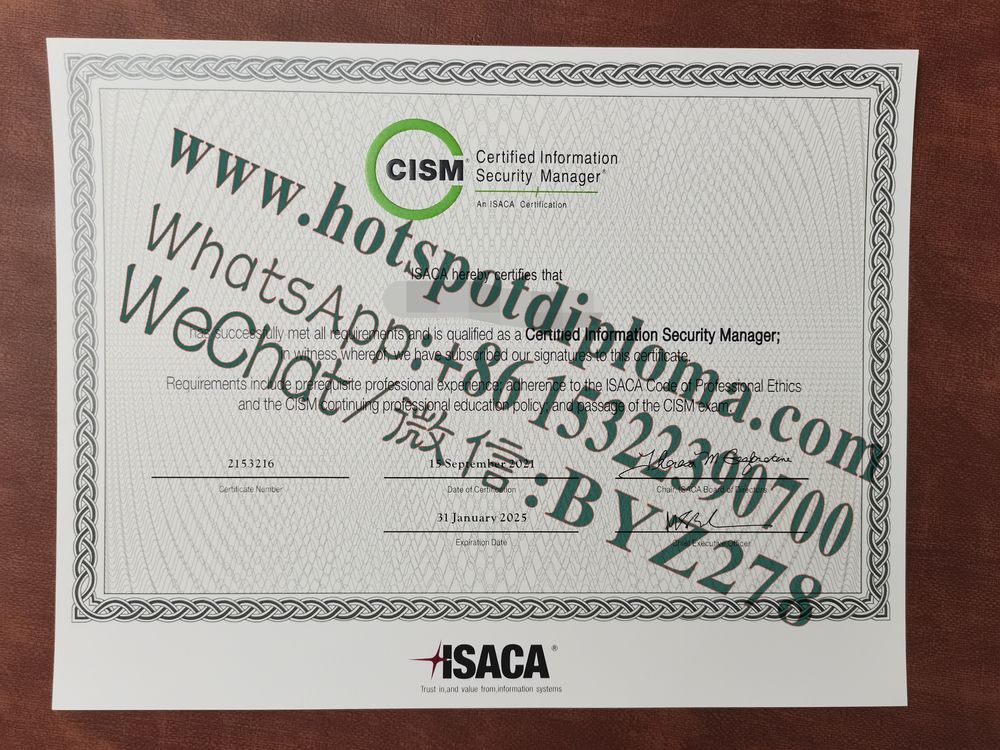 CISM®
Certified Information
Security Manager®
An ISACA Certification
ISACA hereby certifies that
has successfully met all requirements and is qualified as a Certified Information Security Manager;
in witness whereof, we have subscribed our signatures to this certificate.
Requirements include prerequisite professional experience; adherence to the ISACA Code of Professional Ethics
and the CISM continuing professional education policy; and passage of the CISM exam.
2153216
Certificate Number
15 September 2021
Date of Certification
Chair, ISACA Board of Directors
31 January 2025
Expiration Date
Chief Executive Officer
ISACA®
Trust in,and value from,information systems
www.hotspotdiploma.com
WhatsApp:+86 15322390700
WeChat/微信:BYZ278